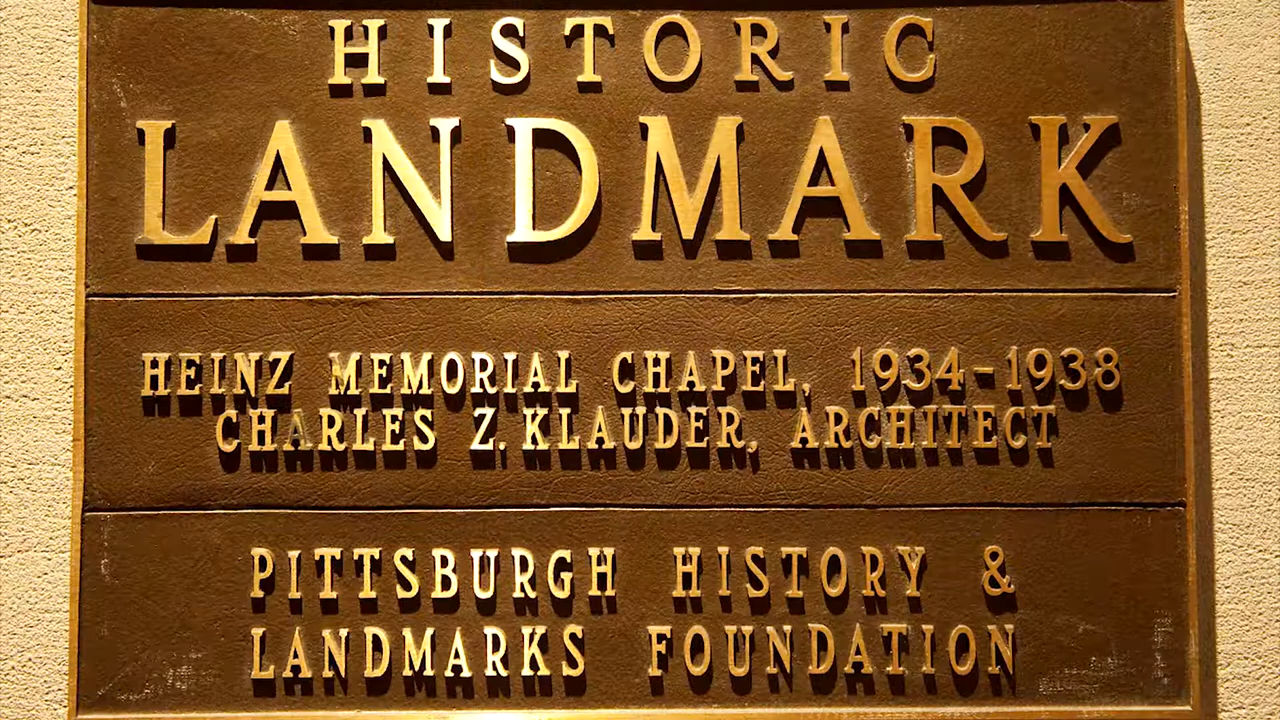 HISTORIC
LANDMARK
HEINZ MEMORIAL CHAPEL, 1934-1938
CHARLES Z. KLAUDER, ARCHITECT
PITTSBURGH HISTORY &
LANDMARKS FOUNDATION